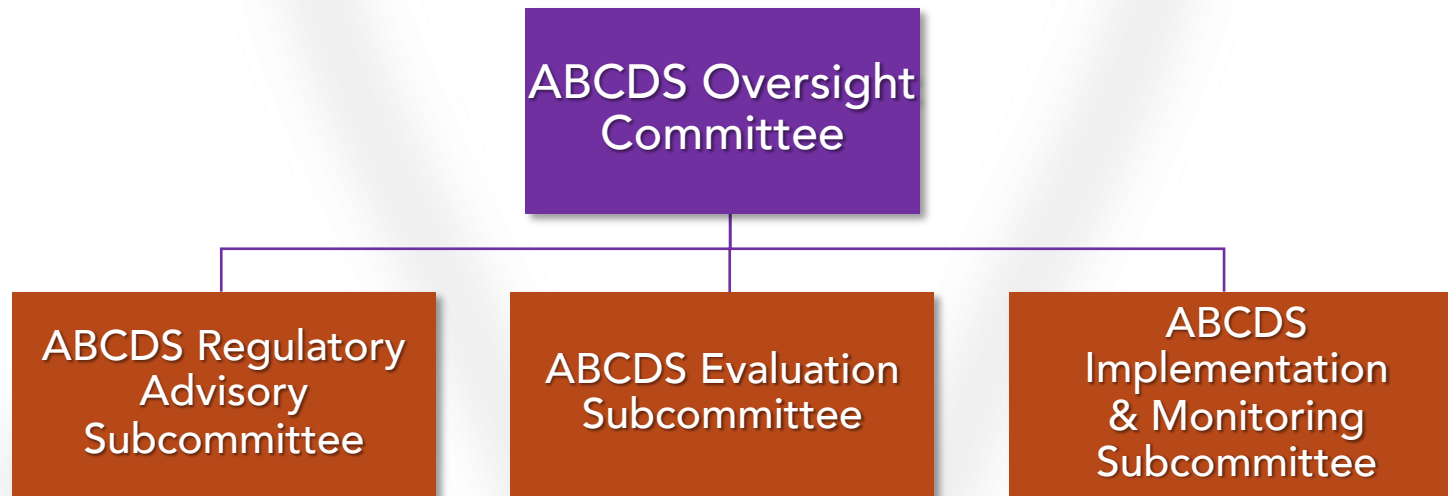 ABCDS Oversight
Committee
ABCDS Regulatory
Advisory
Subcommittee
ABCDS Evaluation
Subcommittee
ABCDS
Implementation
& Monitoring
Subcommittee